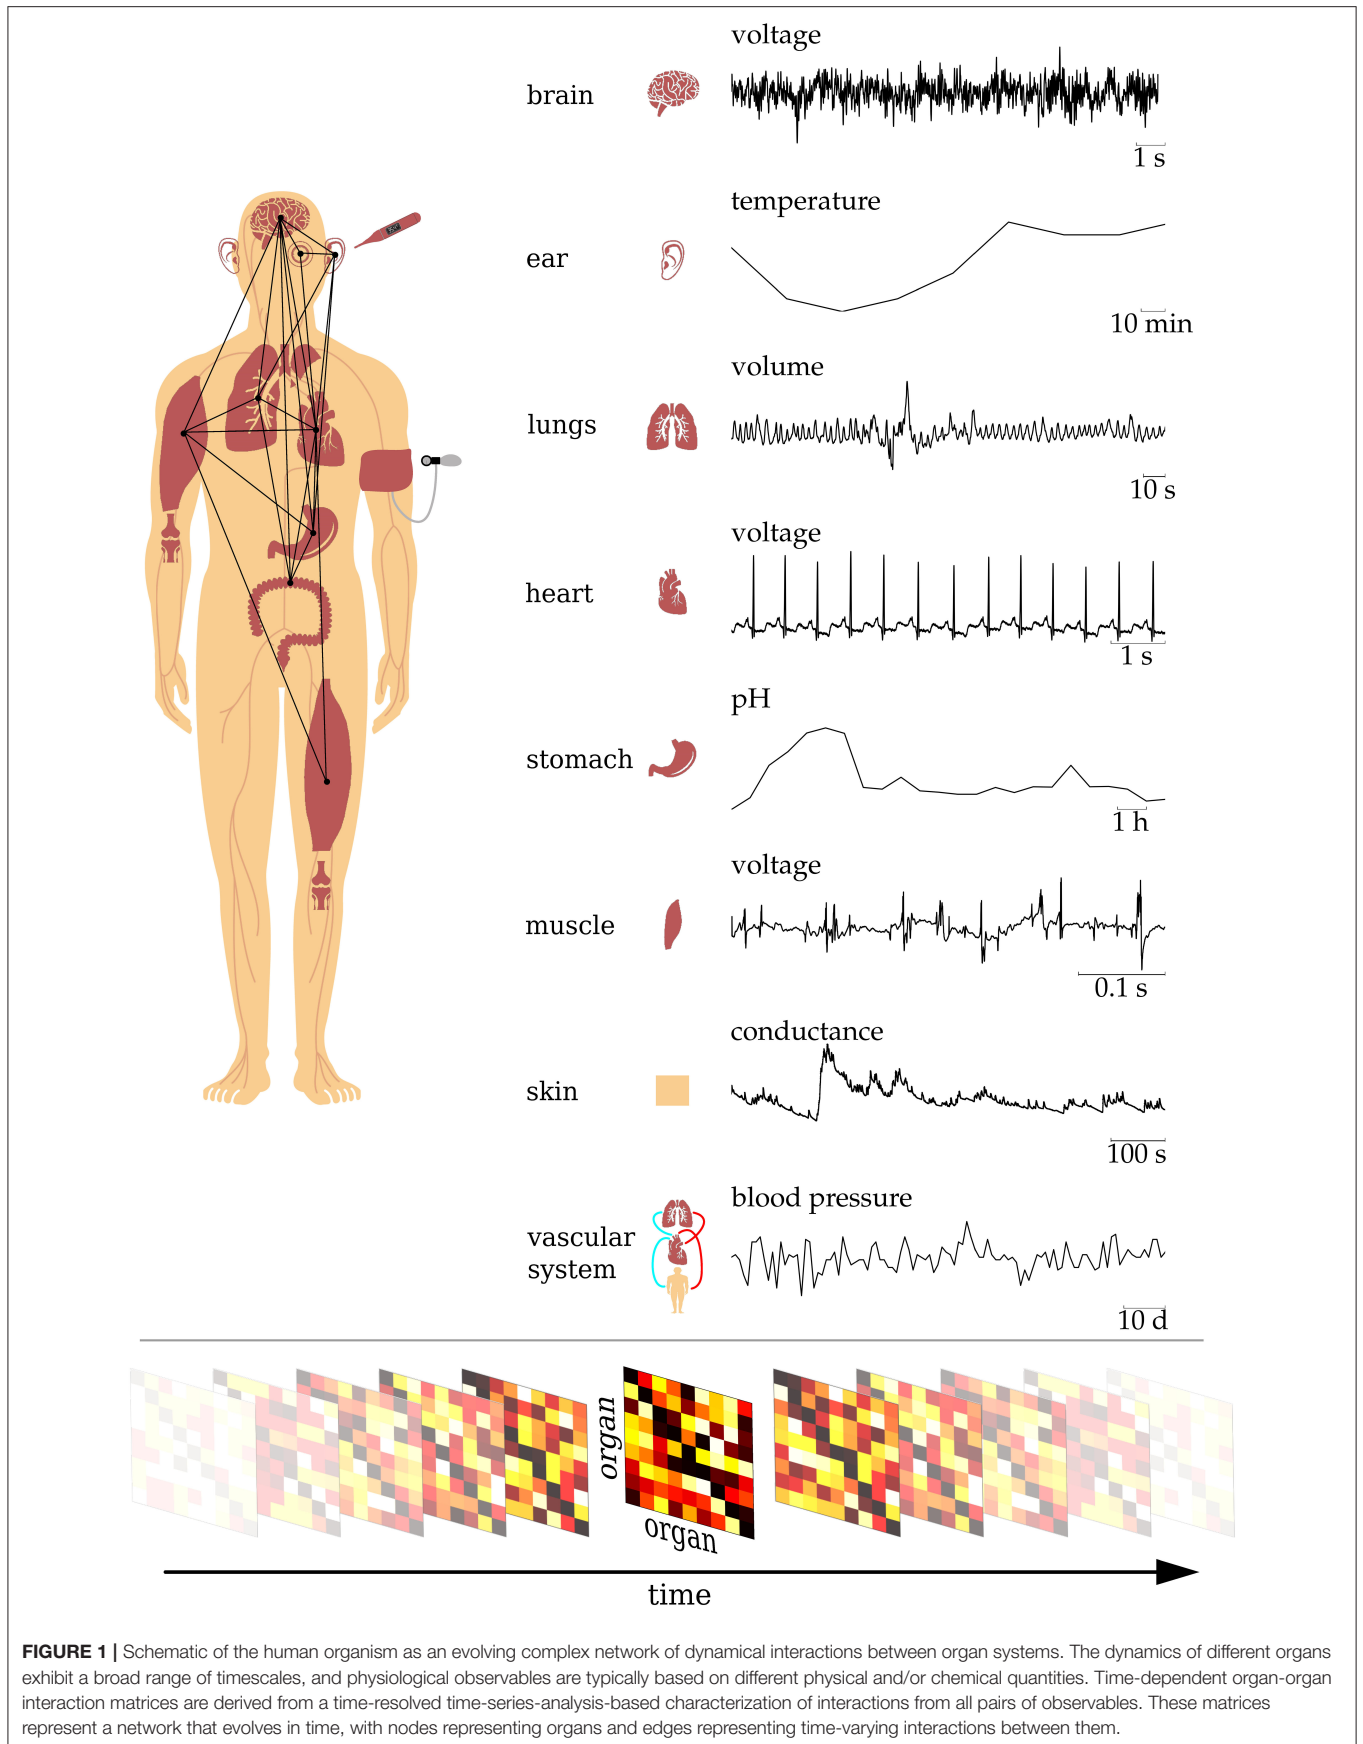 voltage
brain
1 s
temperature
ear
10 min
volume
lungs
10 s
voltage
heart
1 s
pH
stomach
1 h
voltage
muscle
0.1 s
conductance
skin
100 s
blood pressure
vascular
system
10 d
organ
organ
time
FIGURE 1 | Schematic of the human organism as an evolving complex network of dynamical interactions between organ systems. The dynamics of different organs
exhibit a broad range of timescales, and physiological observables are typically based on different physical and/or chemical quantities. Time-dependent organ-organ
interaction matrices are derived from a time-resolved time-series-analysis-based characterization of interactions from all pairs of observables. These matrices
represent a network that evolves in time, with nodes representing organs and edges representing time-varying interactions between them.